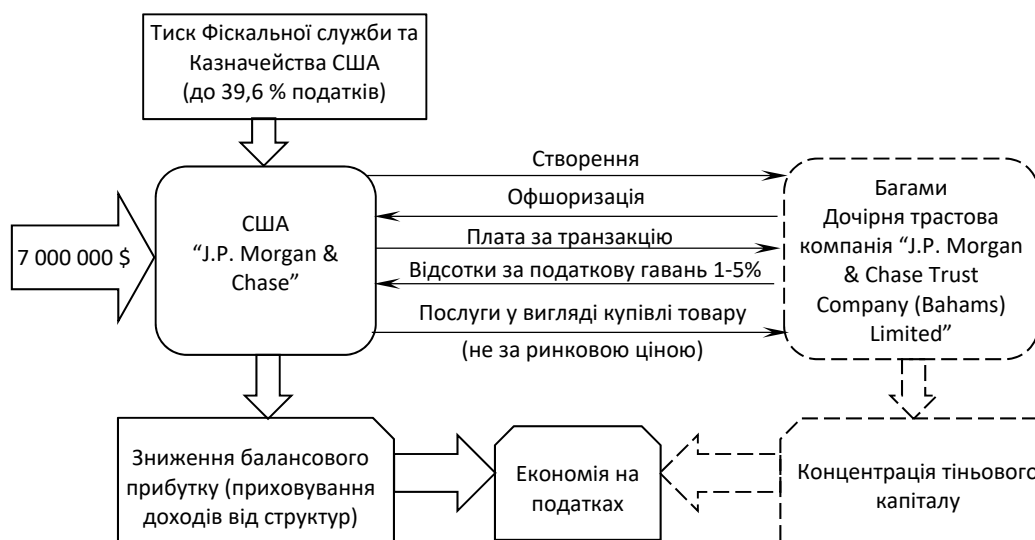 Тиск Фіскальної служби та
Казначейства США
(до 39,6 % податків)
7 000 000 $
США
“J.P. Morgan &
Chase”
Створення
Офшоризація
Плата за транзакцію
Відсотки за податкову гавань 1-5%
Послуги у вигляді купівлі товару
(не за ринковою ціною)
Багами
Дочірня трастова
компанія “J.P. Morgan
& Chase Trust
Company (Bahams)
Limited”
Зниження балансового
прибутку (приховування
доходів від структур)
Економія на
податках
Концентрація тіньового
капіталу